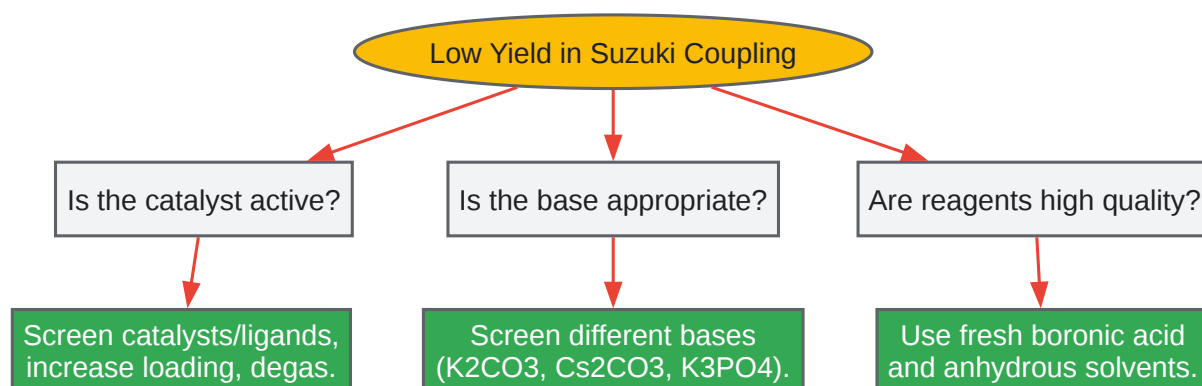 Low Yield in Suzuki Coupling
Is the catalyst active?
Is the base appropriate?
Are reagents high quality?
Screen catalysts/ligands,
increase loading, degas.
Screen different bases
(K2CO3, Cs2CO3, K3PO4).
Use fresh boronic acid
and anhydrous solvents.